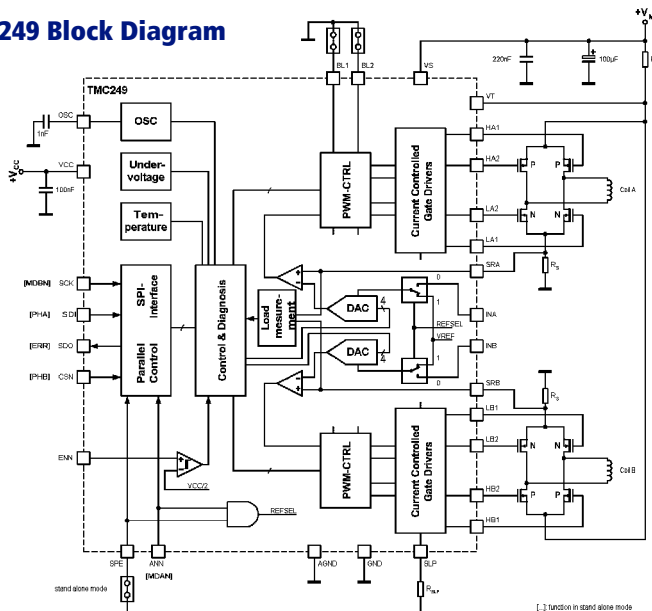 249 Block Diagram
+V
BL1
BL2
VS
220nF
100µF
TMC249
VT
OSC
OSC
1nF
HA1
HA2
VCC
+VCC
100nF
Under-
voltage
PWM-CTRL
Current Controlled
Gate Drivers
P
P
Coil A
Tem-
perature
LA2
N
N
LA1
SRA
RS
[MDBN]
SCK
[PHA]
SDI
[ERR]
SDO
[PHB]
CSN
SPI-
Interface
Parallel
Control
Control & Diagnosis
Load
mesure-
ment
+
-
DAC
4
0
1
INA
REFSEL
VREF
DAC
4
1
0
INB
-
+
SRB
RS
LB1
LB2
N
N
ENN
+
-
VCC/2
PWM-CTRL
Current Controlled
Gate Drivers
Coil B
HB2
P
P
HB1
REFSEL
SPE
ANN
[MDAN]
AGND
GND
SLP
stand alone mode
RSLP
[...]: function in stand alone mode